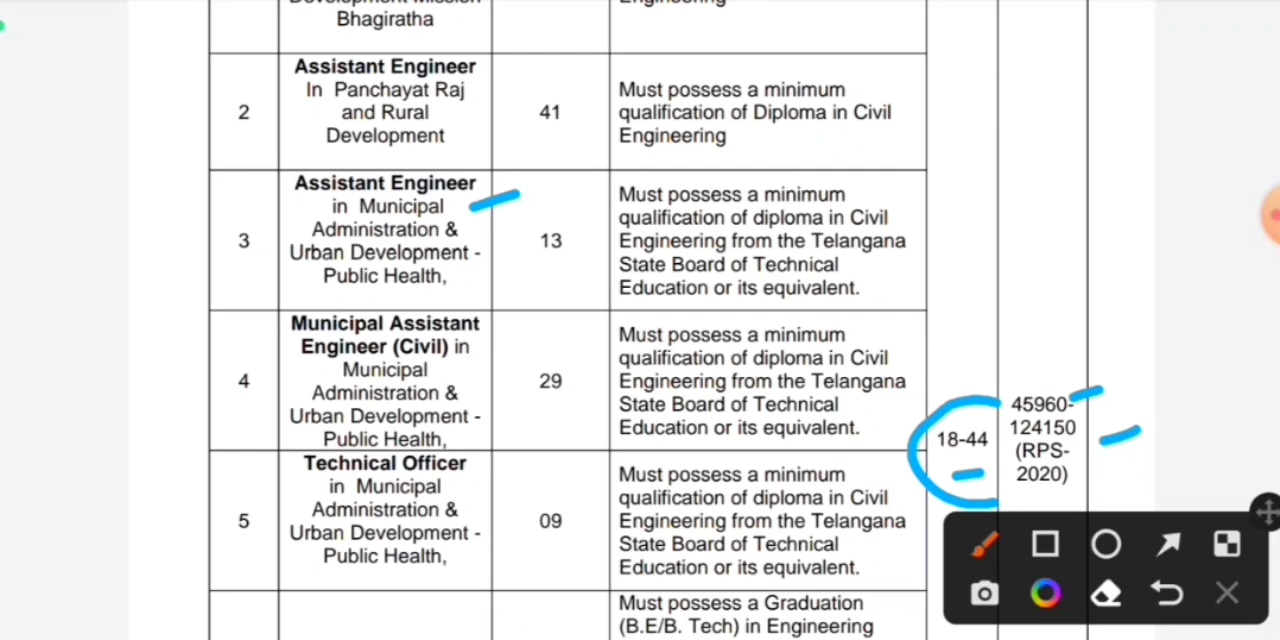 Development Mission
Bhagiratha
Engineering
2
Assistant Engineer
In Panchayat Raj
and Rural
Development
41
Must possess a minimum
qualification of Diploma in Civil
Engineering
3
Assistant Engineer
in Municipal
Administration &
Urban Development -
Public Health,
13
Must possess a minimum
qualification of diploma in Civil
Engineering from the Telangana
State Board of Technical
Education or its equivalent.
4
Municipal Assistant
Engineer (Civil) in
Municipal
Administration &
Urban Development -
Public Health,
29
Must possess a minimum
qualification of diploma in Civil
Engineering from the Telangana
State Board of Technical
Education or its equivalent.
18-44
45960-
124150
(RPS-
2020)
5
Technical Officer
in Municipal
Administration &
Urban Development -
Public Health,
09
Must possess a minimum
qualification of diploma in Civil
Engineering from the Telangana
State Board of Technical
Education or its equivalent.
Must possess a Graduation
(B.E/B. Tech) in Engineering